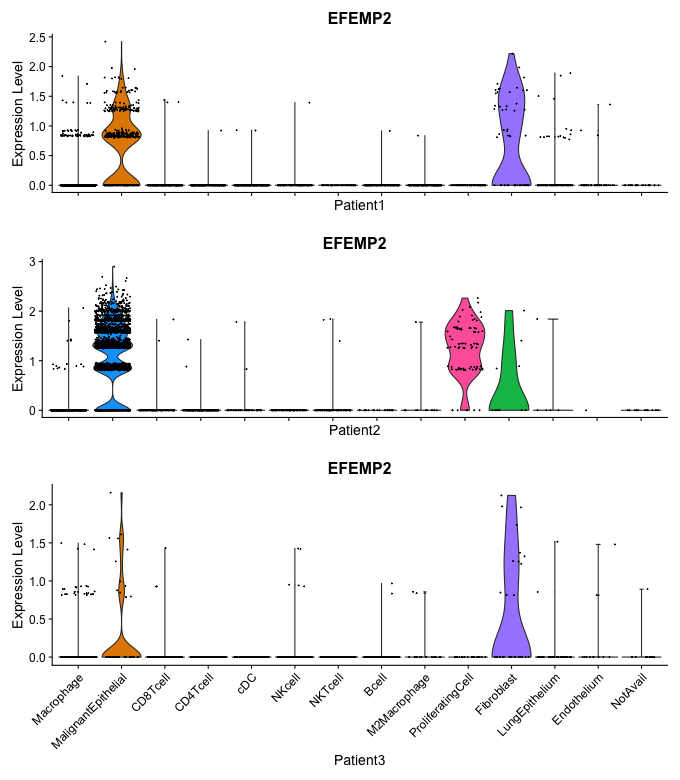 EFEMP2
Expression Level
2.5
2.0
1.5
1.0
0.5
0.0
Patient1
EFEMP2
Expression Level
3
2
1
0
Patient2
EFEMP2
Expression Level
2.0
1.5
1.0
0.5
0.0
Macrophage
MalignantEpithelial
CD8Tcell
CD4Tcell
cDC
NKcell
NKTcell
Bcell
M2Macrophage
ProliferatingCell
Fibroblast
LungEpithelium
Endothelium
NotAvail
Patient3